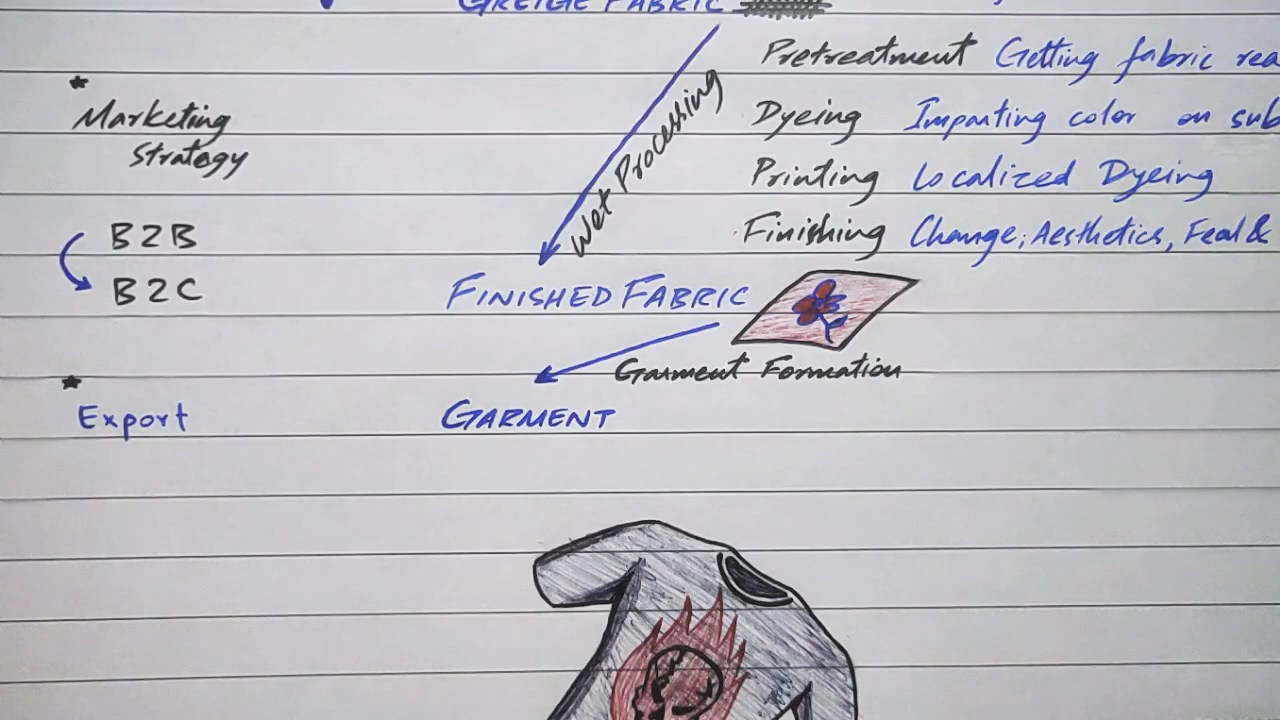 GREIGE FABRIC
Pretreatment Getting fabric rea
* Marketing
Strategy
Wet Processing
Dyeing Imparting color on sub
Printing Localized Dyeing
B2B
Finishing Change; Aesthetics, Feal &
B2C
FINISHED FABRIC
Garment Formation
* Export
GARMENT